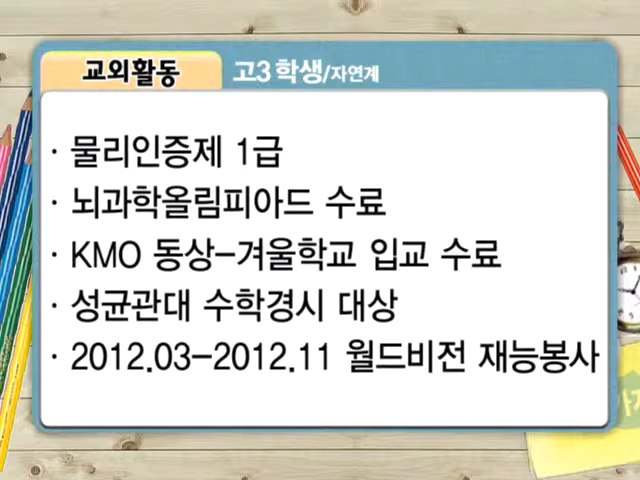 교외활동 고3 학생/자연계
· 물리인증제 1급
· 뇌과학올림피아드 수료
· KMO 동상-겨울학교 입교 수료
· 성균관대 수학경시 대상
· 2012.03-2012.11 월드비전 재능봉사